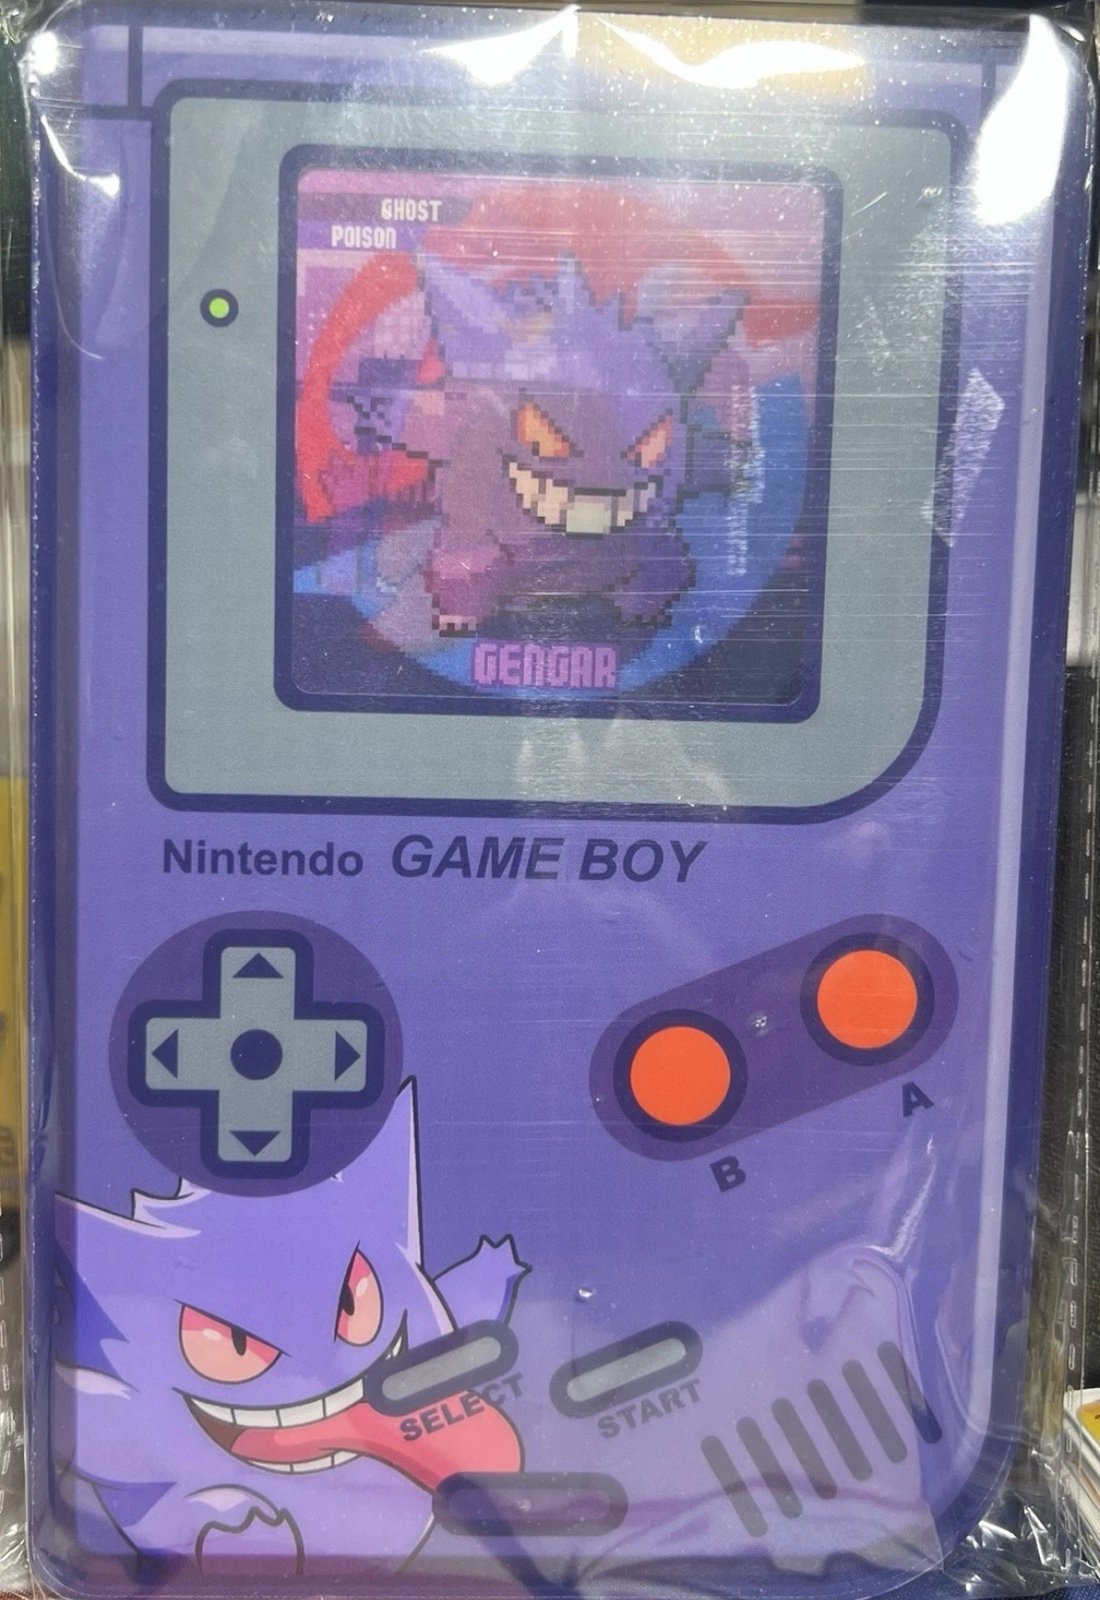 GHOST
POISON
GENGAR
Nintendo GAME BOY
A
B
SELECT
START